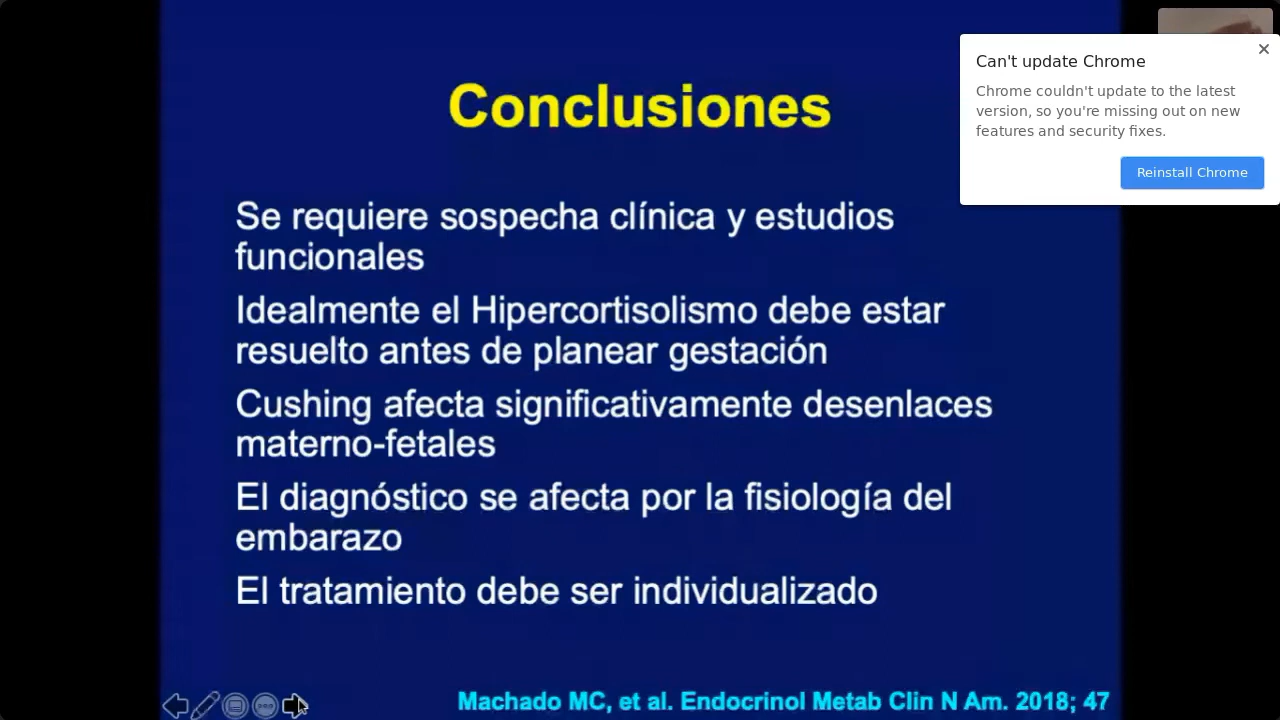 Conclusiones
Se requiere sospecha clínica y estudios
funcionales
Idealmente el Hipercortisolismo debe estar
resuelto antes de planear gestación
Cushing afecta significativamente desenlaces
materno-fetales
El diagnóstico se afecta por la fisiología del
embarazo
El tratamiento debe ser individualizado
Machado MC, et al. Endocrinol Metab Clin N Am. 2018; 47
Can't update Chrome
Chrome couldn't update to the latest
version, so you're missing out on new
features and security fixes.
Reinstall Chrome